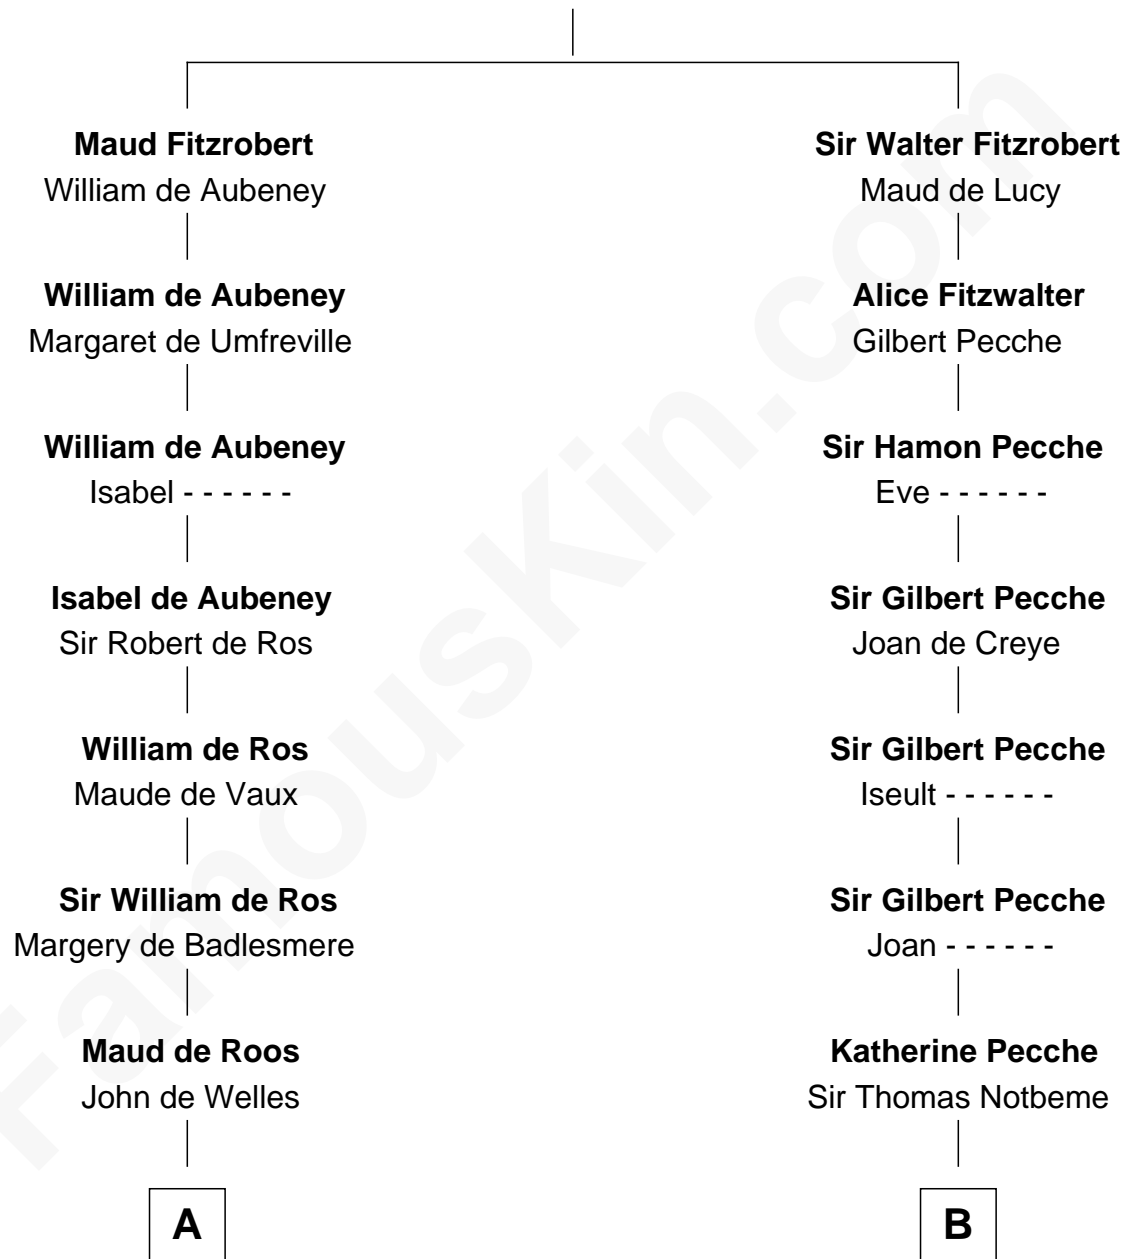 Maud Fitzrobert
William de Aubeney
William de Aubeney
Margaret de Umfreville
William de Aubeney
Isabel - - - - - -
Isabel de Aubeney
Sir Robert de Ros
William de Ros
Maude de Vaux
Sir William de Ros
Margery de Badlesmere
Maud de Roos
John de Welles
A
Sir Walter Fitzrobert
Maud de Lucy
Alice Fitzwalter
Gilbert Pecche
Sir Hamon Pecche
Eve - - - - - -
Sir Gilbert Pecche
Joan de Creye
Sir Gilbert Pecche
Iseult - - - - - -
Sir Gilbert Pecche
Joan - - - - - -
Katherine Pecche
Sir Thomas Notbeme
B
FamousKin.com